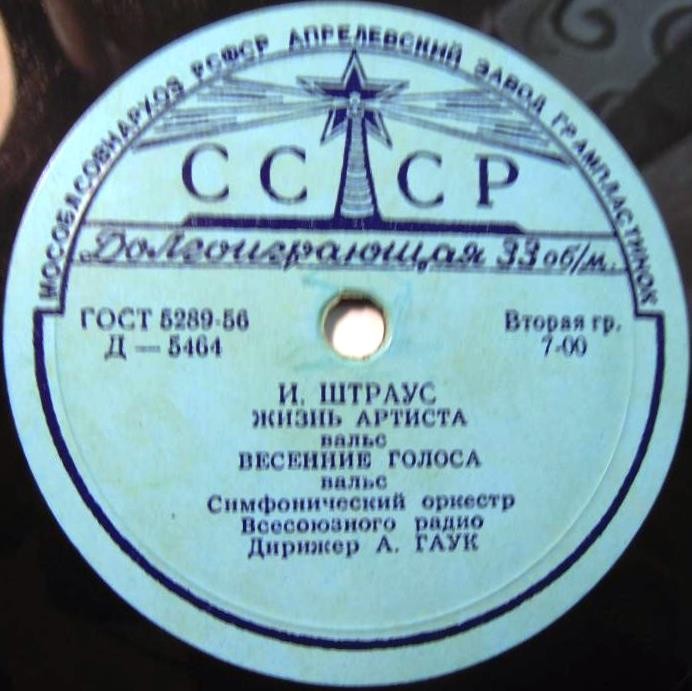 МОСОБЛСОВНАРХОЗ РСФСР АПРЕЛЕВСКИЙ ЗАВОД ГРАМПЛАСТИНОК
СССР
Долгоиграющая 33 об/м.
ГОСТ 5289-56
Д — 5464
Вторая гр.
7-00
И. ШТРАУС
ЖИЗНЬ АРТИСТА
вальс
ВЕСЕННИЕ ГОЛОСА
вальс
Симфонический оркестр
Всесоюзного радио
Дирижер А. ГАУК